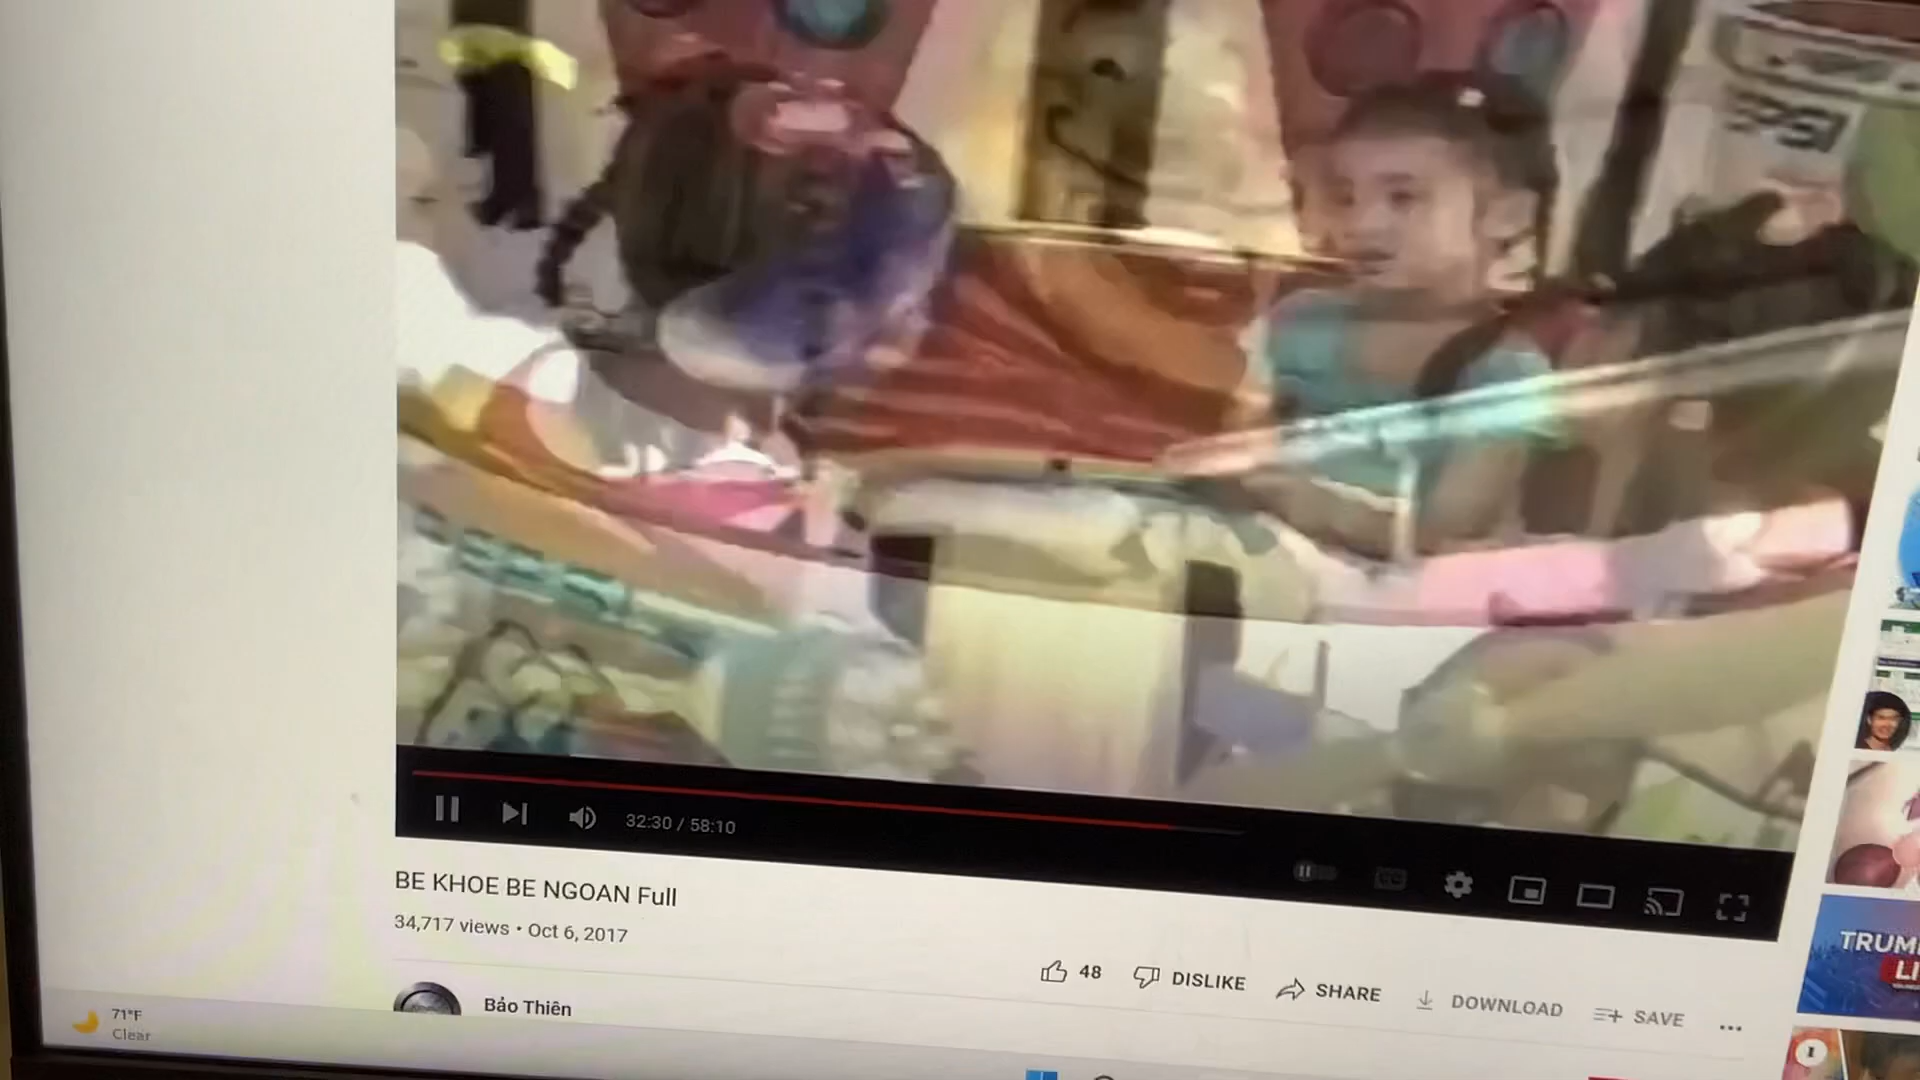 32:30 / 58:10
BE KHOE BE NGOAN Full
34,717 views • Oct 6, 2017
48 DISLIKE SHARE DOWNLOAD SAVE
Bảo Thiên
71°F
Clear